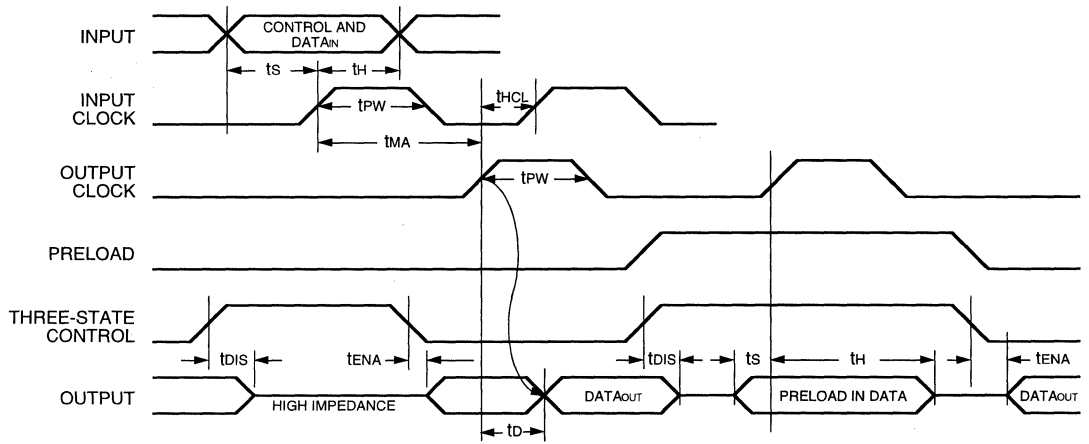 INPUT
CONTROL AND
DATAIN
tS
tH
INPUT
CLOCK
tPW
tHCL
tMA
OUTPUT
CLOCK
tPW
PRELOAD
THREE-STATE
CONTROL
tDIS
tENA
tDIS
tS
tH
tENA
OUTPUT
HIGH IMPEDANCE
DATAOUT
PRELOAD IN DATA
DATAOUT
tD